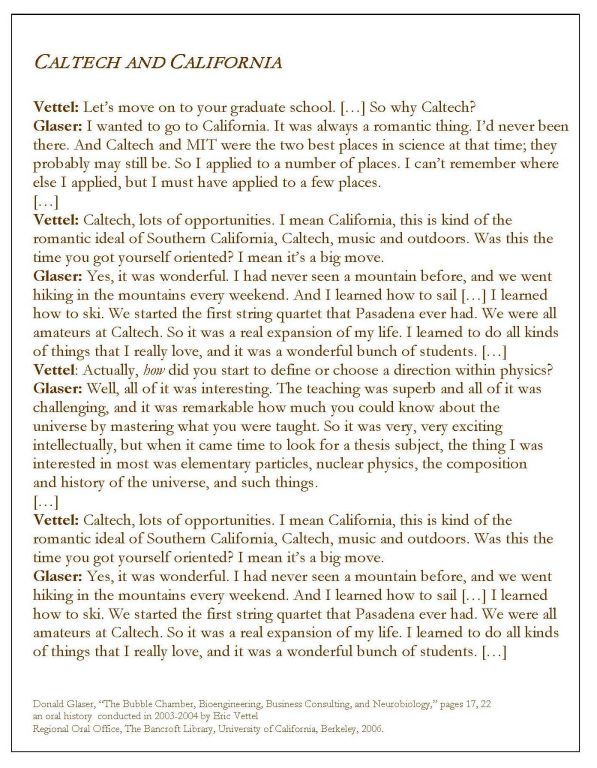 CALTECH AND CALIFORNIA
Vettel: Let's move on to your graduate school. […] So why Caltech?
Glaser: I wanted to go to California. It was always a romantic thing. I'd never been
there. And Caltech and MIT were the two best places in science at that time; they
probably may still be. So I applied to a number of places. I can't remember where
else I applied, but I must have applied to a few places.
[…]
Vettel: Caltech, lots of opportunities. I mean California, this is kind of the
romantic ideal of Southern California, Caltech, music and outdoors. Was this the
time you got yourself oriented? I mean it's a big move.
Glaser: Yes, it was wonderful. I had never seen a mountain before, and we went
hiking in the mountains every weekend. And I learned how to sail […] I learned
how to ski. We started the first string quartet that Pasadena ever had. We were all
amateurs at Caltech. So it was a real expansion of my life. I learned to do all kinds
of things that I really love, and it was a wonderful bunch of students. […]
Vettel: Actually, how did you start to define or choose a direction within physics?
Glaser: Well, all of it was interesting. The teaching was superb and all of it was
challenging, and it was remarkable how much you could know about the
universe by mastering what you were taught. So it was very, very exciting
intellectually, but when it came time to look for a thesis subject, the thing I was
interested in most was elementary particles, nuclear physics, the composition
and history of the universe, and such things.
[…]
Vettel: Caltech, lots of opportunities. I mean California, this is kind of the
romantic ideal of Southern California, Caltech, music and outdoors. Was this the
time you got yourself oriented? I mean it's a big move.
Glaser: Yes, it was wonderful. I had never seen a mountain before, and we went
hiking in the mountains every weekend. And I learned how to sail […] I learned
how to ski. We started the first string quartet that Pasadena ever had. We were all
amateurs at Caltech. So it was a real expansion of my life. I learned to do all kinds
of things that I really love, and it was a wonderful bunch of students. […]
Donald Glaser, "The Bubble Chamber, Bioengineering, Business Consulting, and Neurobiology," pages 17, 22
an oral history conducted in 2003-2004 by Eric Vettel
Regional Oral Office, The Bancroft Library, University of California, Berkeley, 2006.